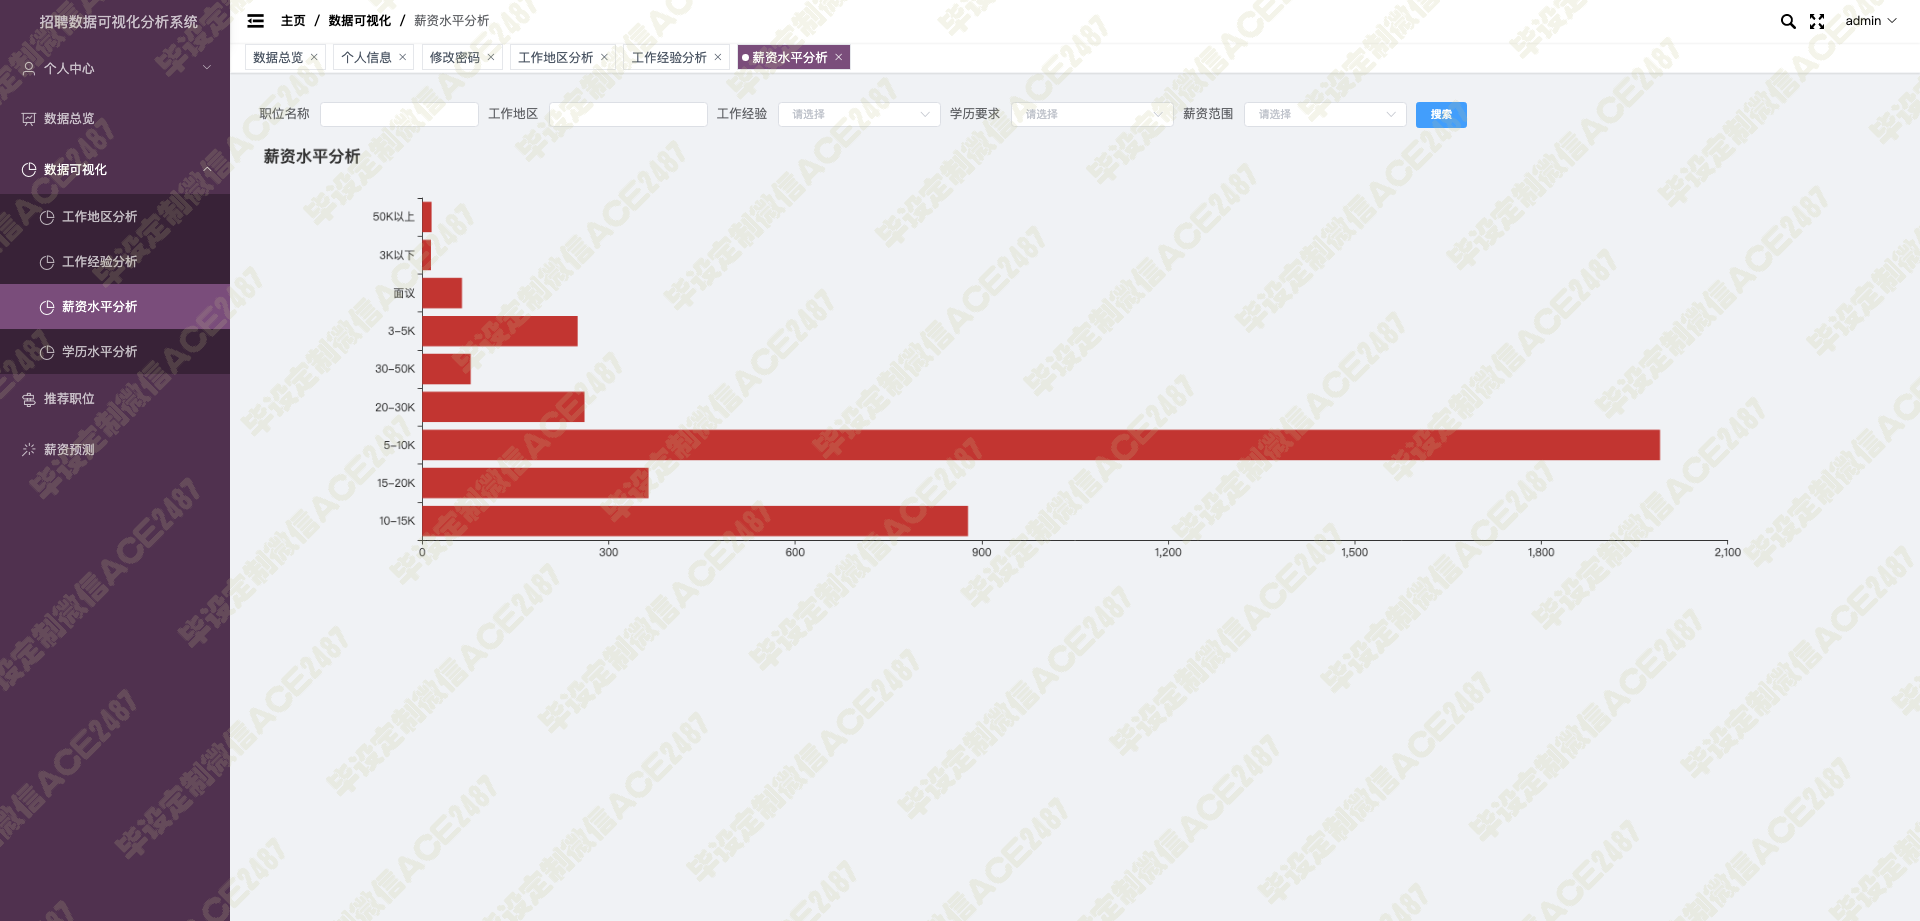 招聘数据可视化分析系统
个人中心
数据总览
数据可视化
工作地区分析
工作经验分析
薪资水平分析
学历水平分析
推荐职位
薪资预测
主页 / 数据可视化 / 薪资水平分析
admin
数据总览 × 个人信息 × 修改密码 × 工作地区分析 × 工作经验分析 × 薪资水平分析 ×
职位名称 工作地区 工作经验 请选择 学历要求 请选择 薪资范围 请选择 搜索
薪资水平分析
50K以上
3K以下
面议
3-5K
30-50K
20-30K
5-10K
15-20K
10-15K
0 300 600 900 1,200 1,500 1,800 2,100
毕设定制微信ACE2487